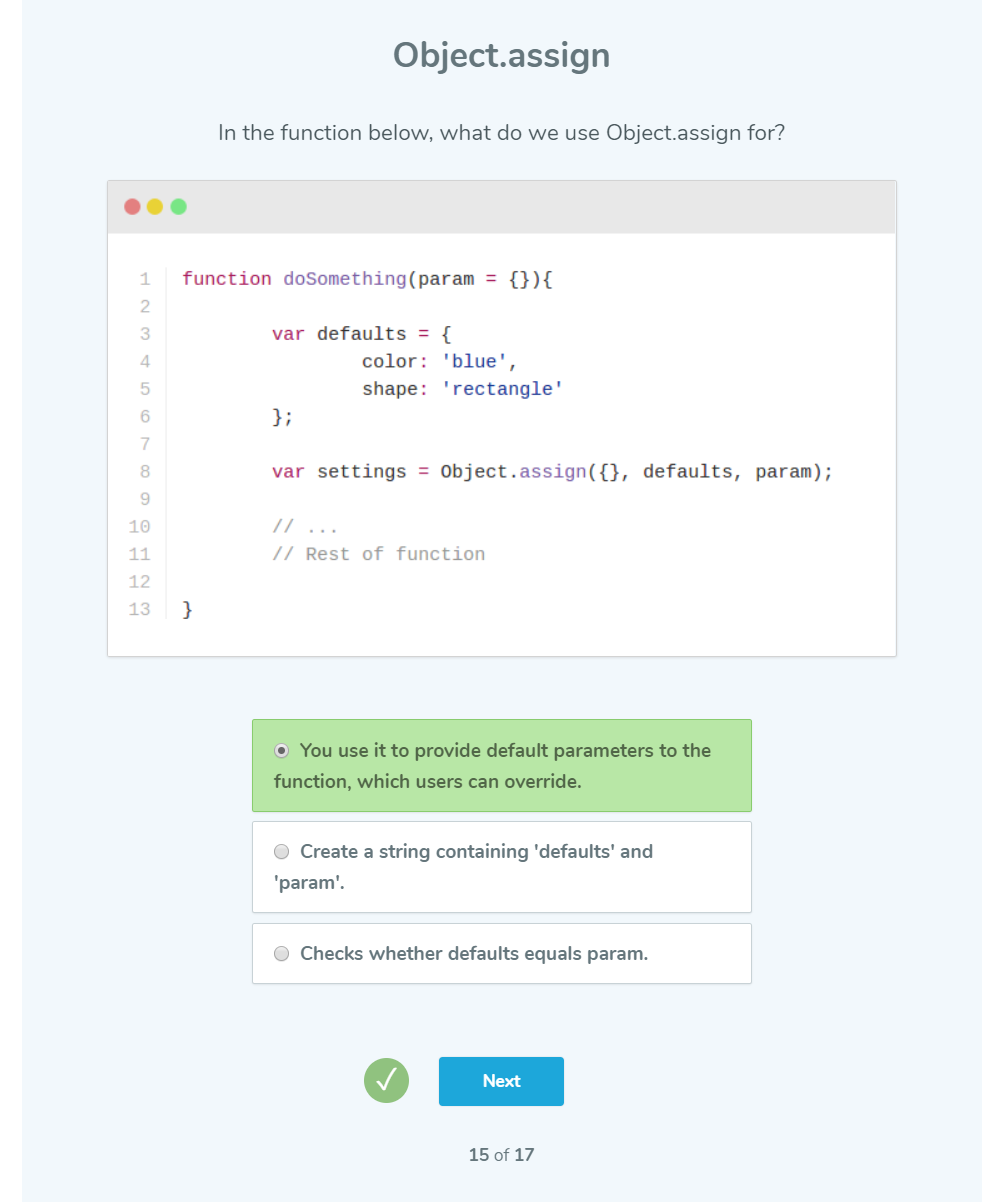 Object.assign
In the function below, what do we use Object.assign for?
1 function doSomething(param = {}){
2
3 var defaults = {
4 color: 'blue',
5 shape: 'rectangle'
6 };
7
8 var settings = Object.assign({}, defaults, param);
9
10 // ...
11 // Rest of function
12
13 }
You use it to provide default parameters to the
function, which users can override.
Create a string containing 'defaults' and
'param'.
Checks whether defaults equals param.
Next
15 of 17